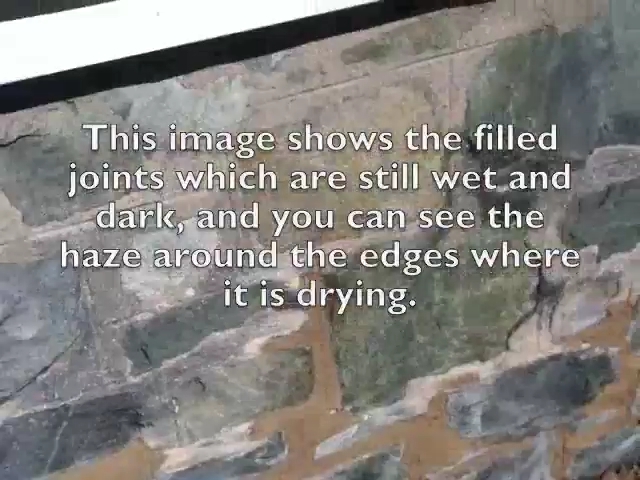 This image shows the filled
joints which are still wet and
dark, and you can see the
haze around the edges where
it is drying.